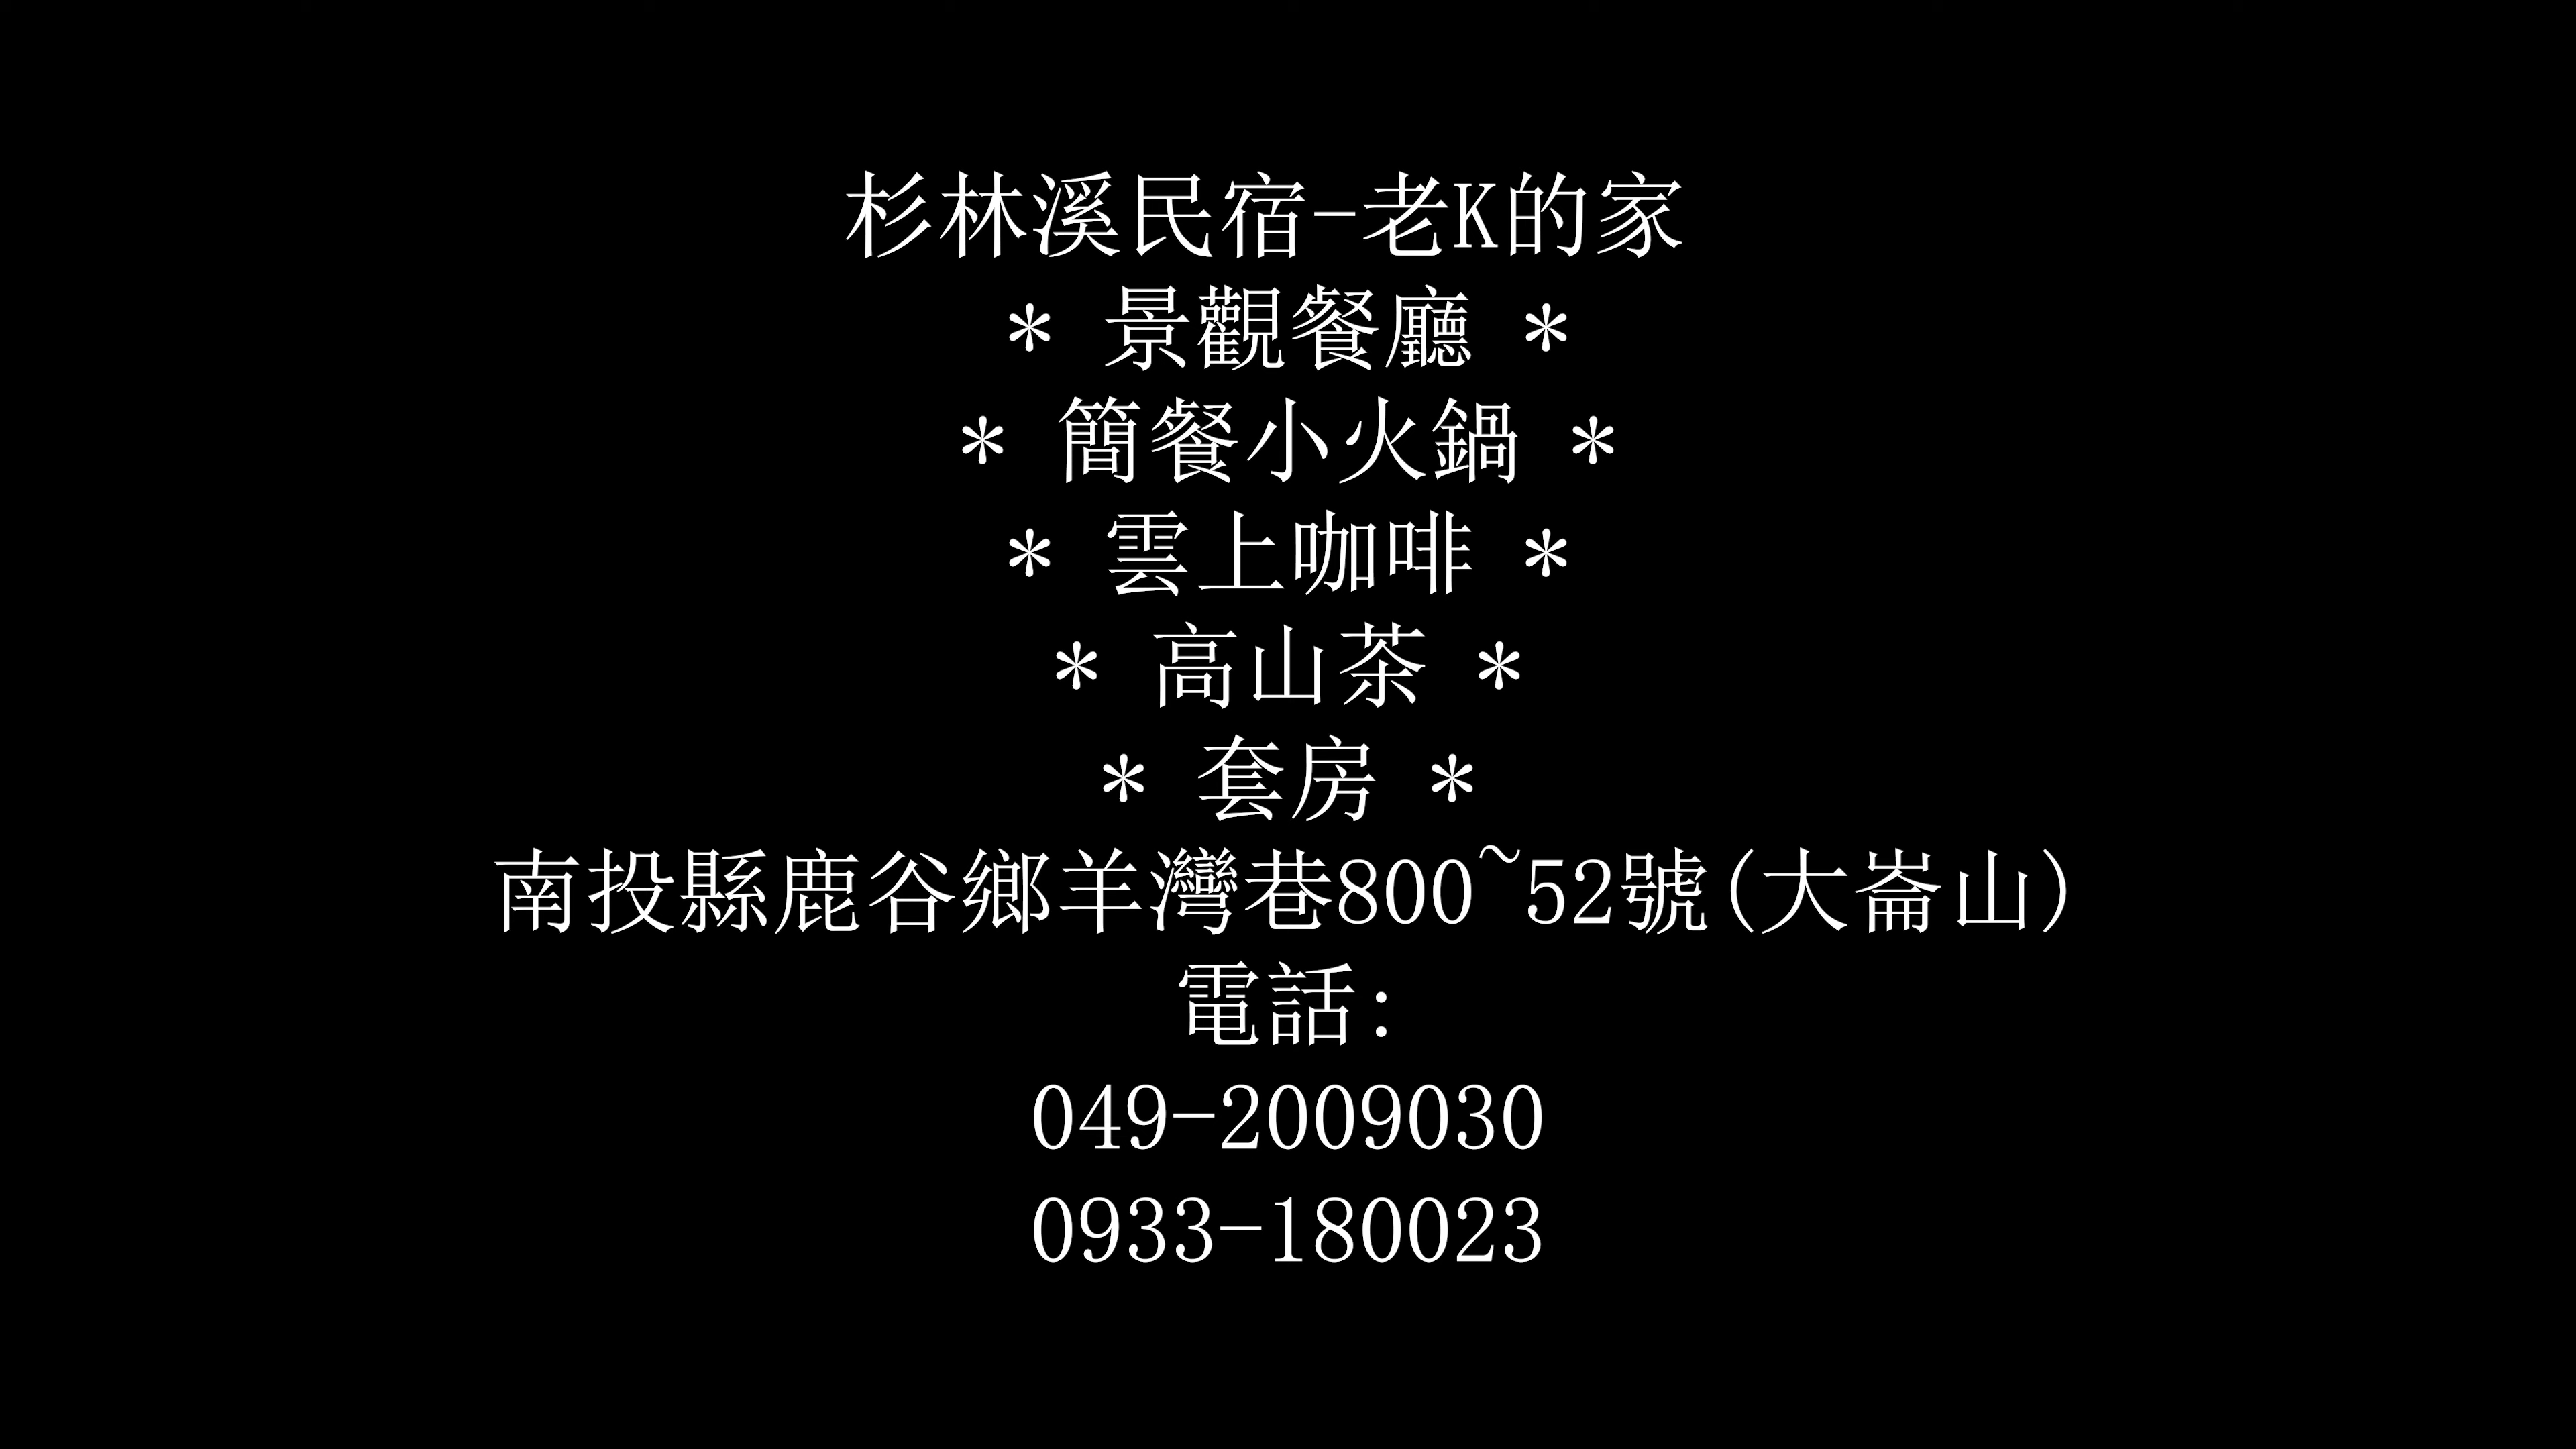 杉林溪民宿-老K的家
* 景觀餐廳 *
* 簡餐小火鍋 *
* 雲上咖啡 *
* 高山茶 *
* 套房 *
南投縣鹿谷鄉羊灣巷800~52號(大崙山)
電話:
049-2009030
0933-180023